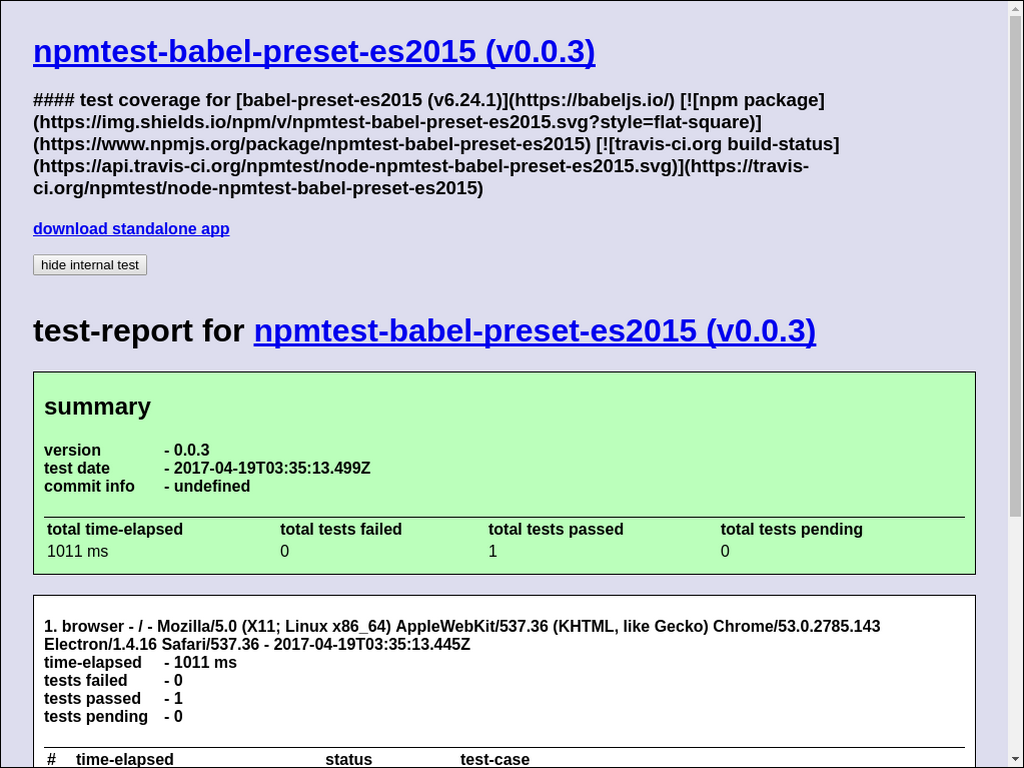 npmtest-babel-preset-es2015 (v0.0.3)
#### test coverage for [babel-preset-es2015 (v6.24.1)](https://babeljs.io/) [![npm package]
(https://img.shields.io/npm/v/npmtest-babel-preset-es2015.svg?style=flat-square)]
(https://www.npmjs.org/package/npmtest-babel-preset-es2015) [![travis-ci.org build-status]
(https://api.travis-ci.org/npmtest/node-npmtest-babel-preset-es2015.svg)](https://travis-
ci.org/npmtest/node-npmtest-babel-preset-es2015)
download standalone app
hide internal test
test-report for npmtest-babel-preset-es2015 (v0.0.3)
summary
version - 0.0.3
test date - 2017-04-19T03:35:13.499Z
commit info - undefined
total time-elapsed total tests failed total tests passed total tests pending
1011 ms 0 1 0
1. browser - / - Mozilla/5.0 (X11; Linux x86_64) AppleWebKit/537.36 (KHTML, like Gecko) Chrome/53.0.2785.143
Electron/1.4.16 Safari/537.36 - 2017-04-19T03:35:13.445Z
time-elapsed - 1011 ms
tests failed - 0
tests passed - 1
tests pending - 0
# time-elapsed status test-case